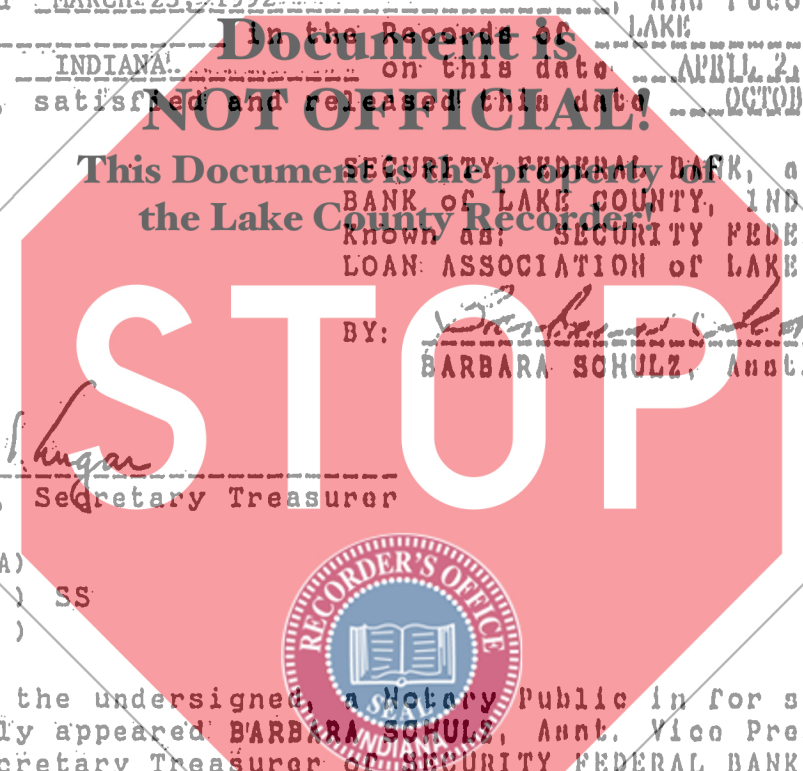 MARCH 23, 1992
in the Records of LAKE
INDIANA on this date APRIL 2,
satisfied and released this date OCTOB
Document is
NOT OFFICIAL!
This Document is the property of
the Lake County Recorder!
SECURITY FEDERAL BANK, a
BANK of LAKE COUNTY, IND
Known as: SECURITY FEDE
LOAN ASSOCIATION of LAKE
STOP
BY:
BARBARA SCHULZ, Asst.
Secretary Treasurer
A)
) SS
)
RECORDER'S OFFICE
SEAL
INDIANA
the undersigned, a Notary Public in for s
ly appeared BARBARA SCHULZ, Asst. Vice Pre
cretary Treasurer of SECURITY FEDERAL BANK